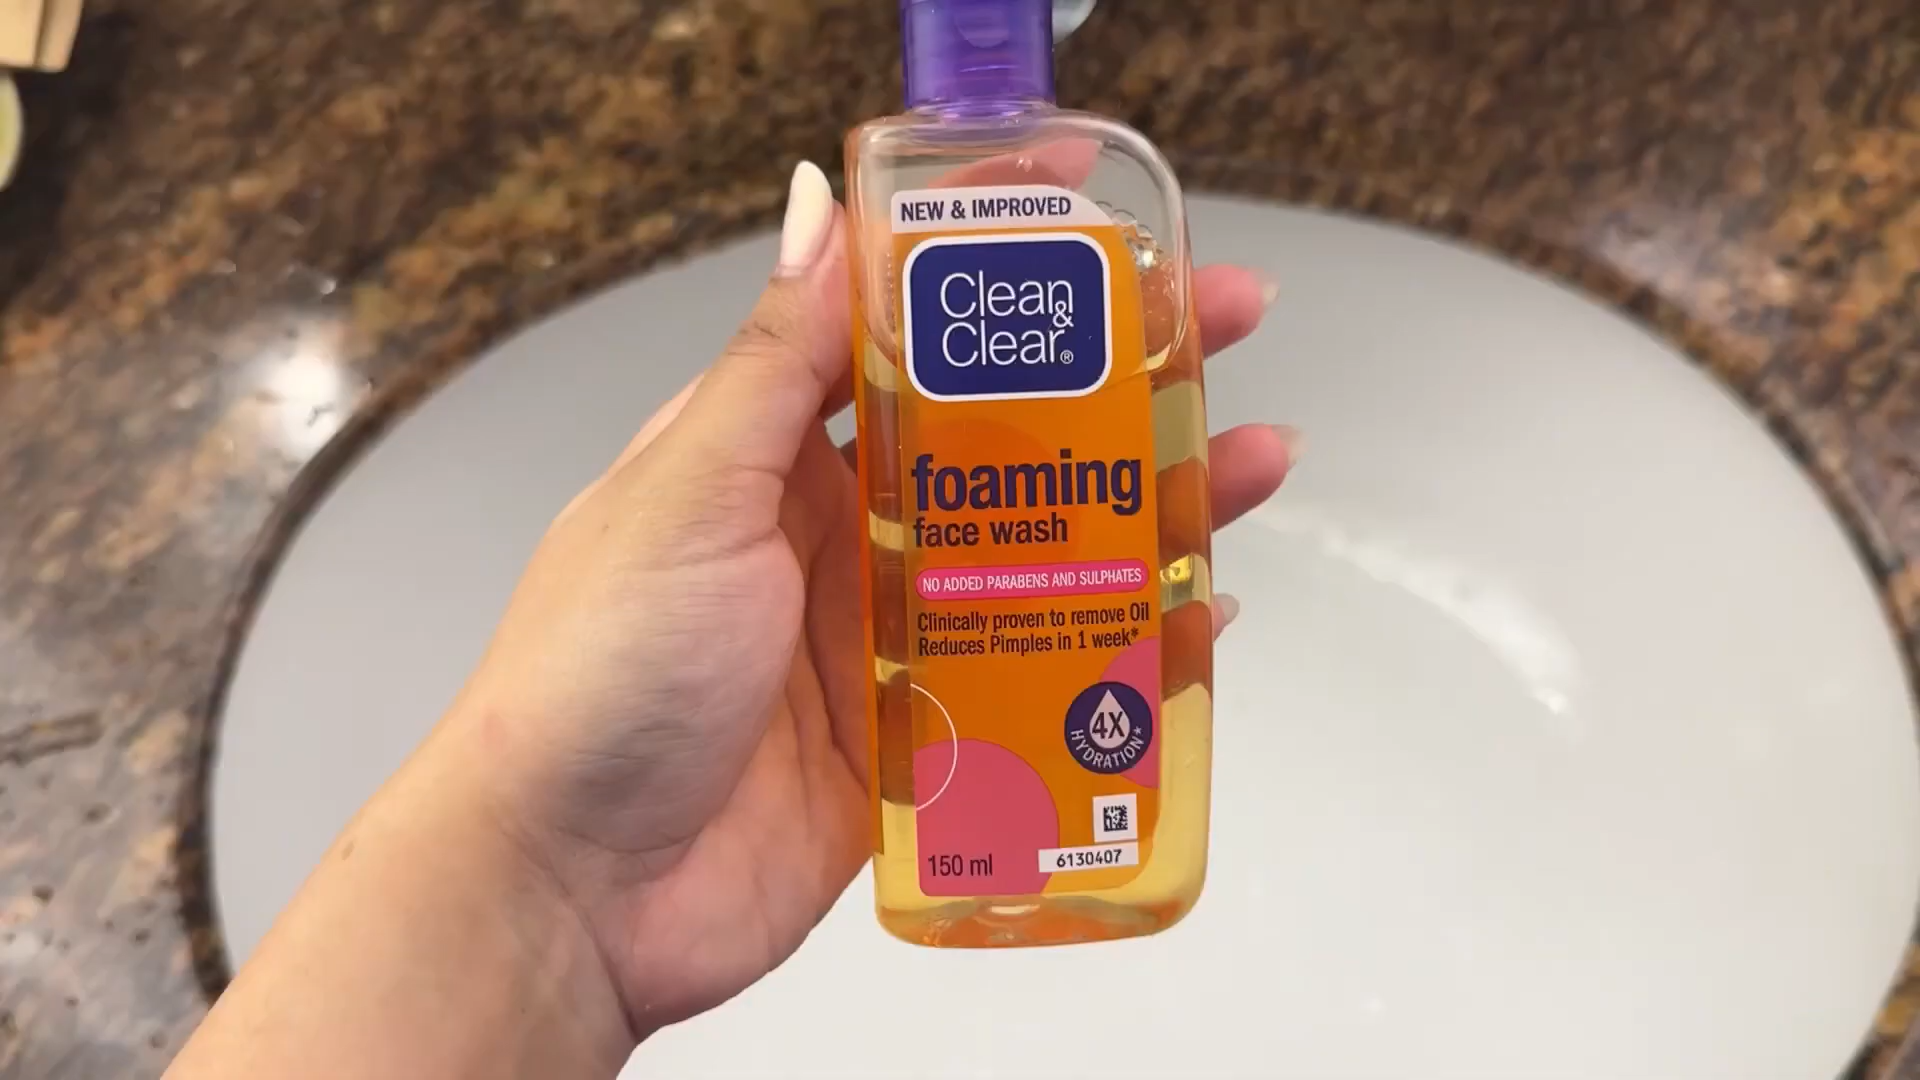 NEW & IMPROVED
Clean
&
Clear®
foaming
face wash
NO ADDED PARABENS AND SULPHATES
Clinically proven to remove Oil
Reduces Pimples in 1 week*
4X
HYDRATION*
150 ml
6130407